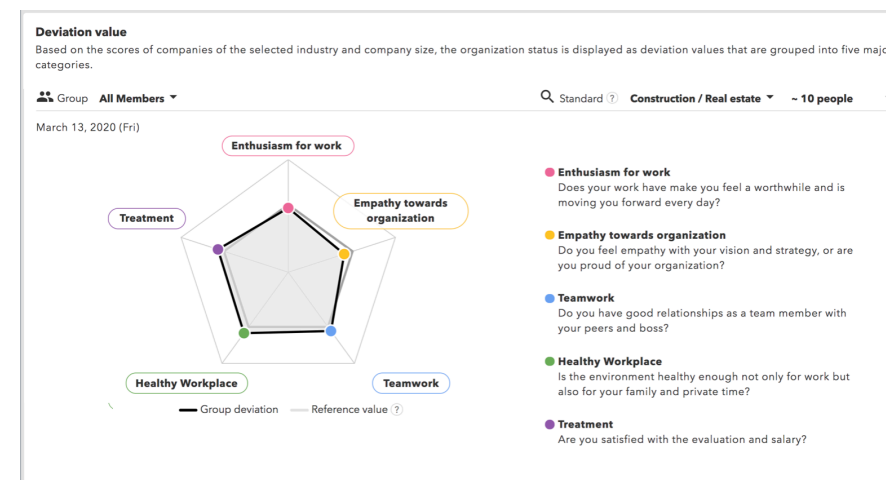 Deviation value
Based on the scores of companies of the selected industry and company size, the organization status is displayed as deviation values that are grouped into five majo
categories.
Group All Members
Standard ? Construction / Real estate ~ 10 people
March 13, 2020 (Fri)
Enthusiasm for work
Empathy towards
organization
Treatment
Healthy Workplace
Teamwork
Group deviation Reference value ?
Enthusiasm for work
Does your work have make you feel a worthwhile and is
moving you forward every day?
Empathy towards organization
Do you feel empathy with your vision and strategy, or are
you proud of your organization?
Teamwork
Do you have good relationships as a team member with
your peers and boss?
Healthy Workplace
Is the environment healthy enough not only for work but
also for your family and private time?
Treatment
Are you satisfied with the evaluation and salary?